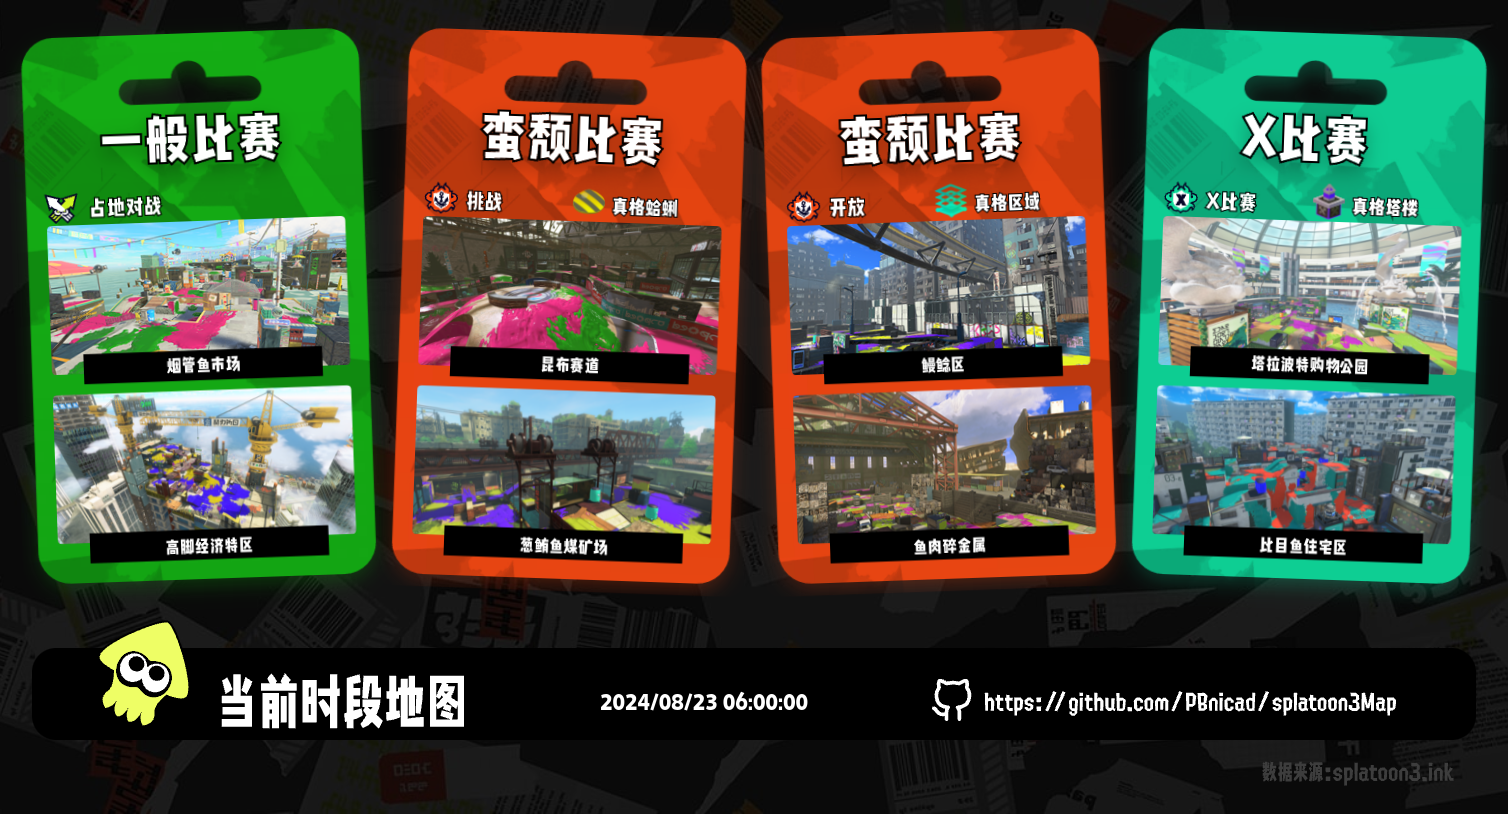 一般比赛
占地对战
烟管鱼市场
高脚经济特区
蛮颓比赛
挑战
真格蛤蜊
昆布赛道
葱鲔鱼煤矿场
蛮颓比赛
开放
真格区域
鳗鲶区
鱼肉碎金属
X比赛
X比赛
真格塔楼
塔拉波特购物公园
比目鱼住宅区
当前时段地图
2024/08/23 06:00:00
https://github.com/PBnicad/splatoon3Map
数据来源:splatoon3.ink